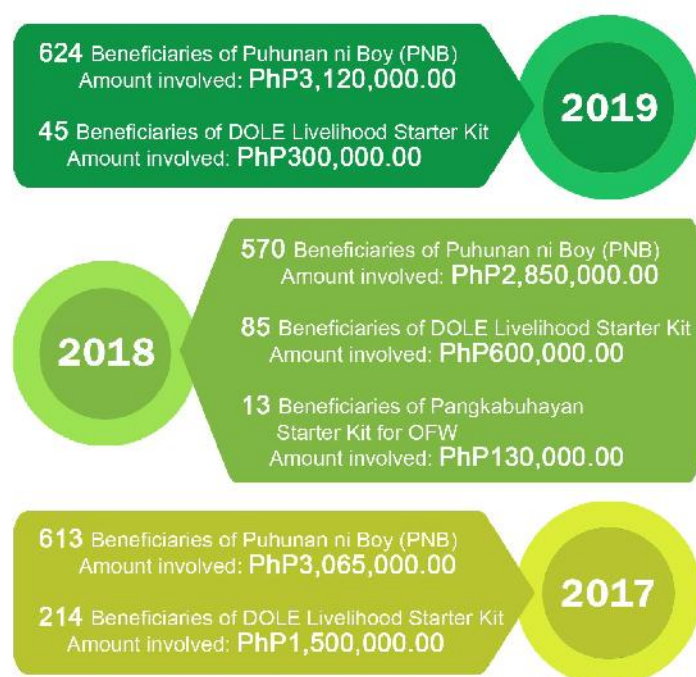 624 Beneficiaries of Puhunan ni Boy (PNB)
Amount involved: PhP3,120,000.00
45 Beneficiaries of DOLE Livelihood Starter Kit
Amount involved: PhP300,000.00
2019
570 Beneficiaries of Puhunan ni Boy (PNB)
Amount involved: PhP2,850,000.00
85 Beneficiaries of DOLE Livelihood Starter Kit
Amount involved: PhP600,000.00
13 Beneficiaries of Pangkabuhayan
Starter Kit for OFW
Amount involved: PhP130,000.00
2018
613 Beneficiaries of Puhunan ni Boy (PNB)
Amount involved: PhP3,065,000.00
214 Beneficiaries of DOLE Livelihood Starter Kit
Amount involved: PhP1,500,000.00
2017